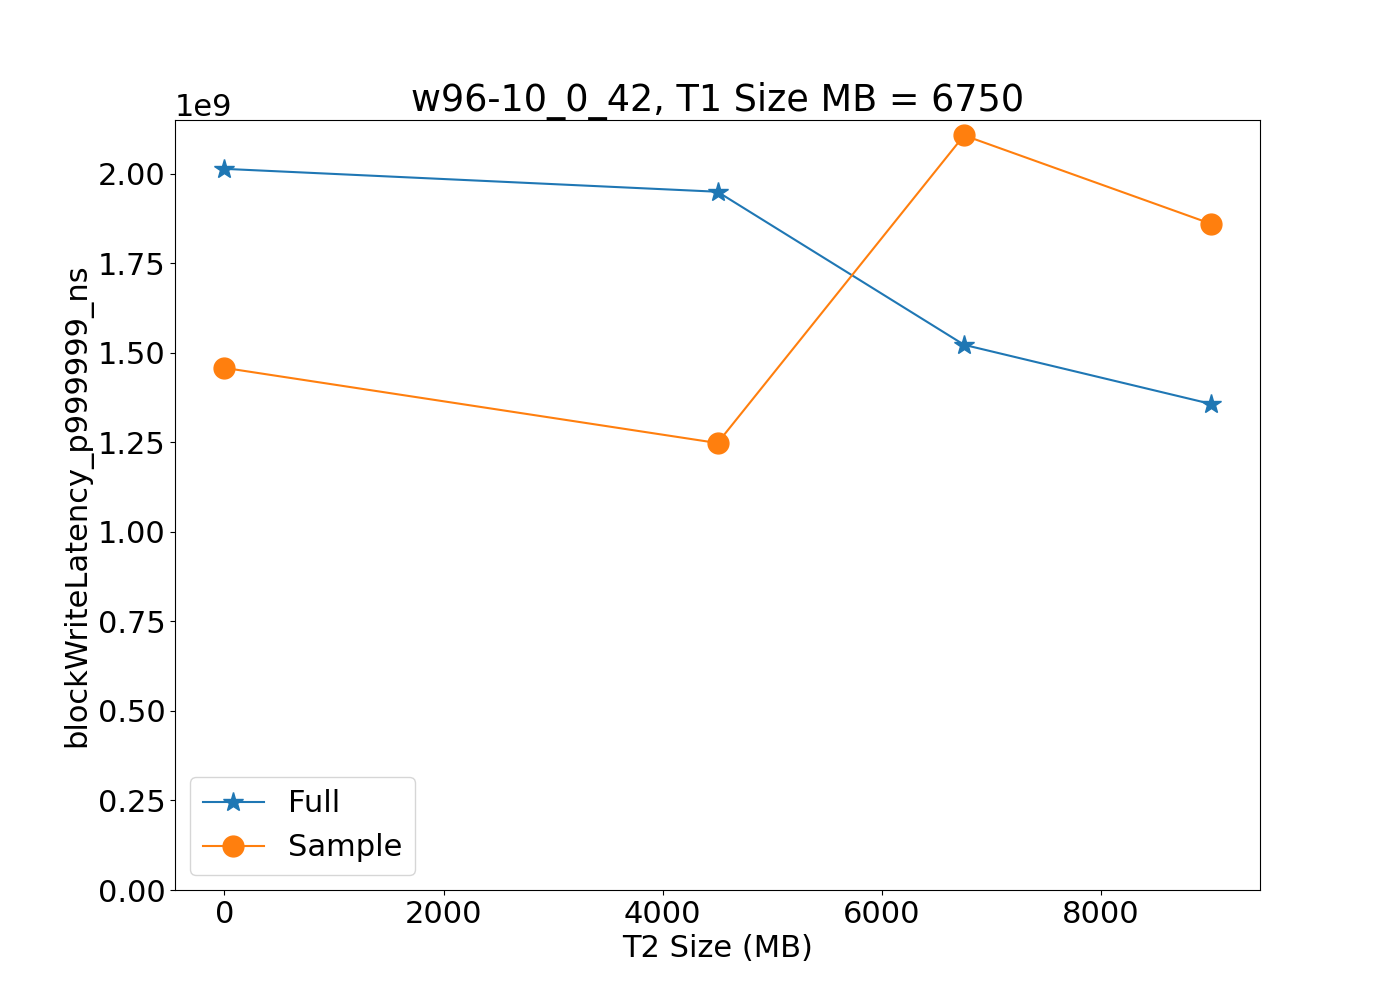 w96-10_0_42, T1 Size MB = 6750
1e9
2.00
1.75
1.50
1.25
1.00
0.75
0.50
0.25
0.00
blockWriteLatency_p999999_ns
Full
Sample
0 2000 4000 6000 8000
T2 Size (MB)